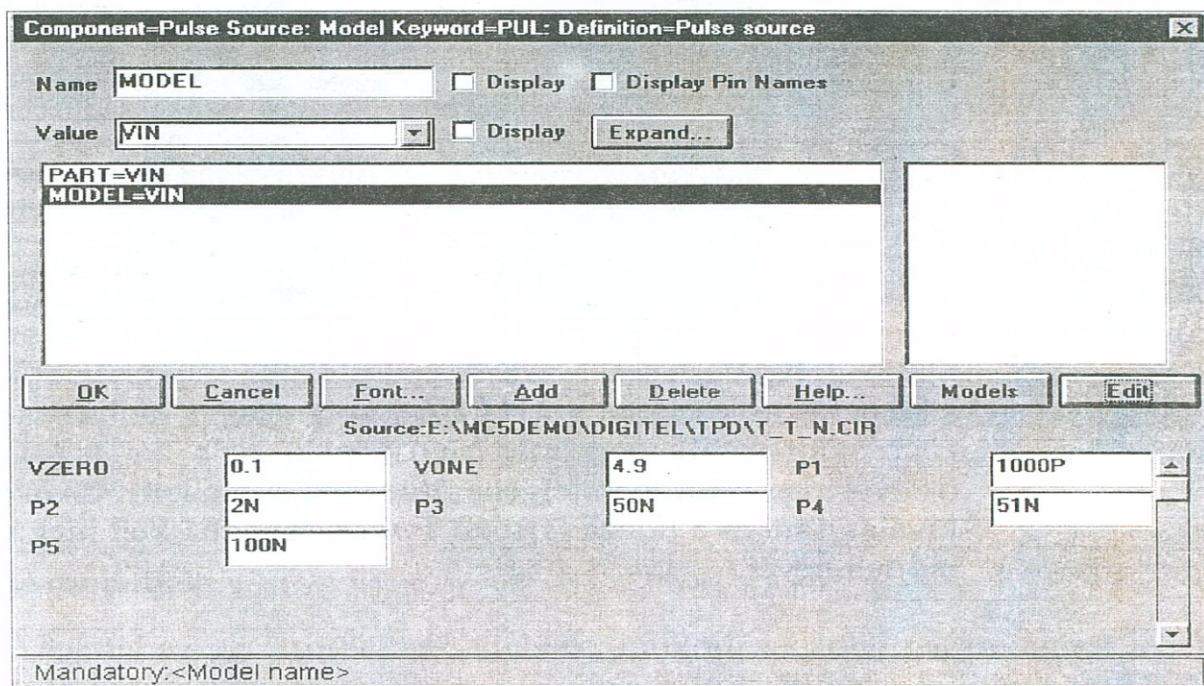 Component=Pulse Source: Model Keyword=PUL: Definition=Pulse source
Name MODEL Display Display Pin Names
Value VIN Display Expand...
PART=VIN
MODEL=VIN
OK Cancel Font... Add Delete Help... Models Edit
Source:E:\MC5DEMO\DIGITEL\TPD\T_T_N.CIR
VZERO 0.1 VONE 4.9 P1 1000P
P2 2N P3 50N P4 51N
P5 100N
Mandatory:<Model name>